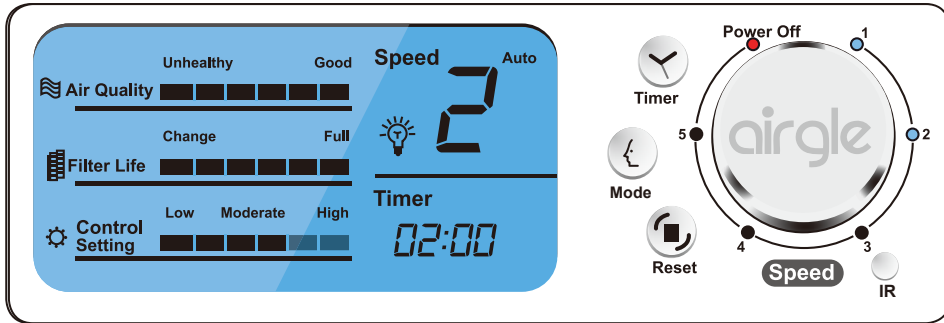 Unhealthy Good
Air Quality
Change Full
Filter Life
Low Moderate High
Control
Setting
Speed Auto
2
Timer
02:00
Timer
Mode
Reset
Power Off
1
2
3
4
5
airgle
Speed
IR